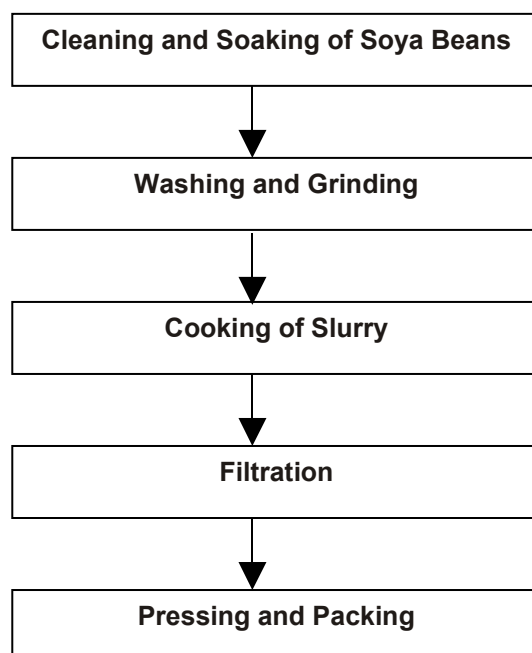 Cleaning and Soaking of Soya Beans
Washing and Grinding
Cooking of Slurry
Filtration
Pressing and Packing